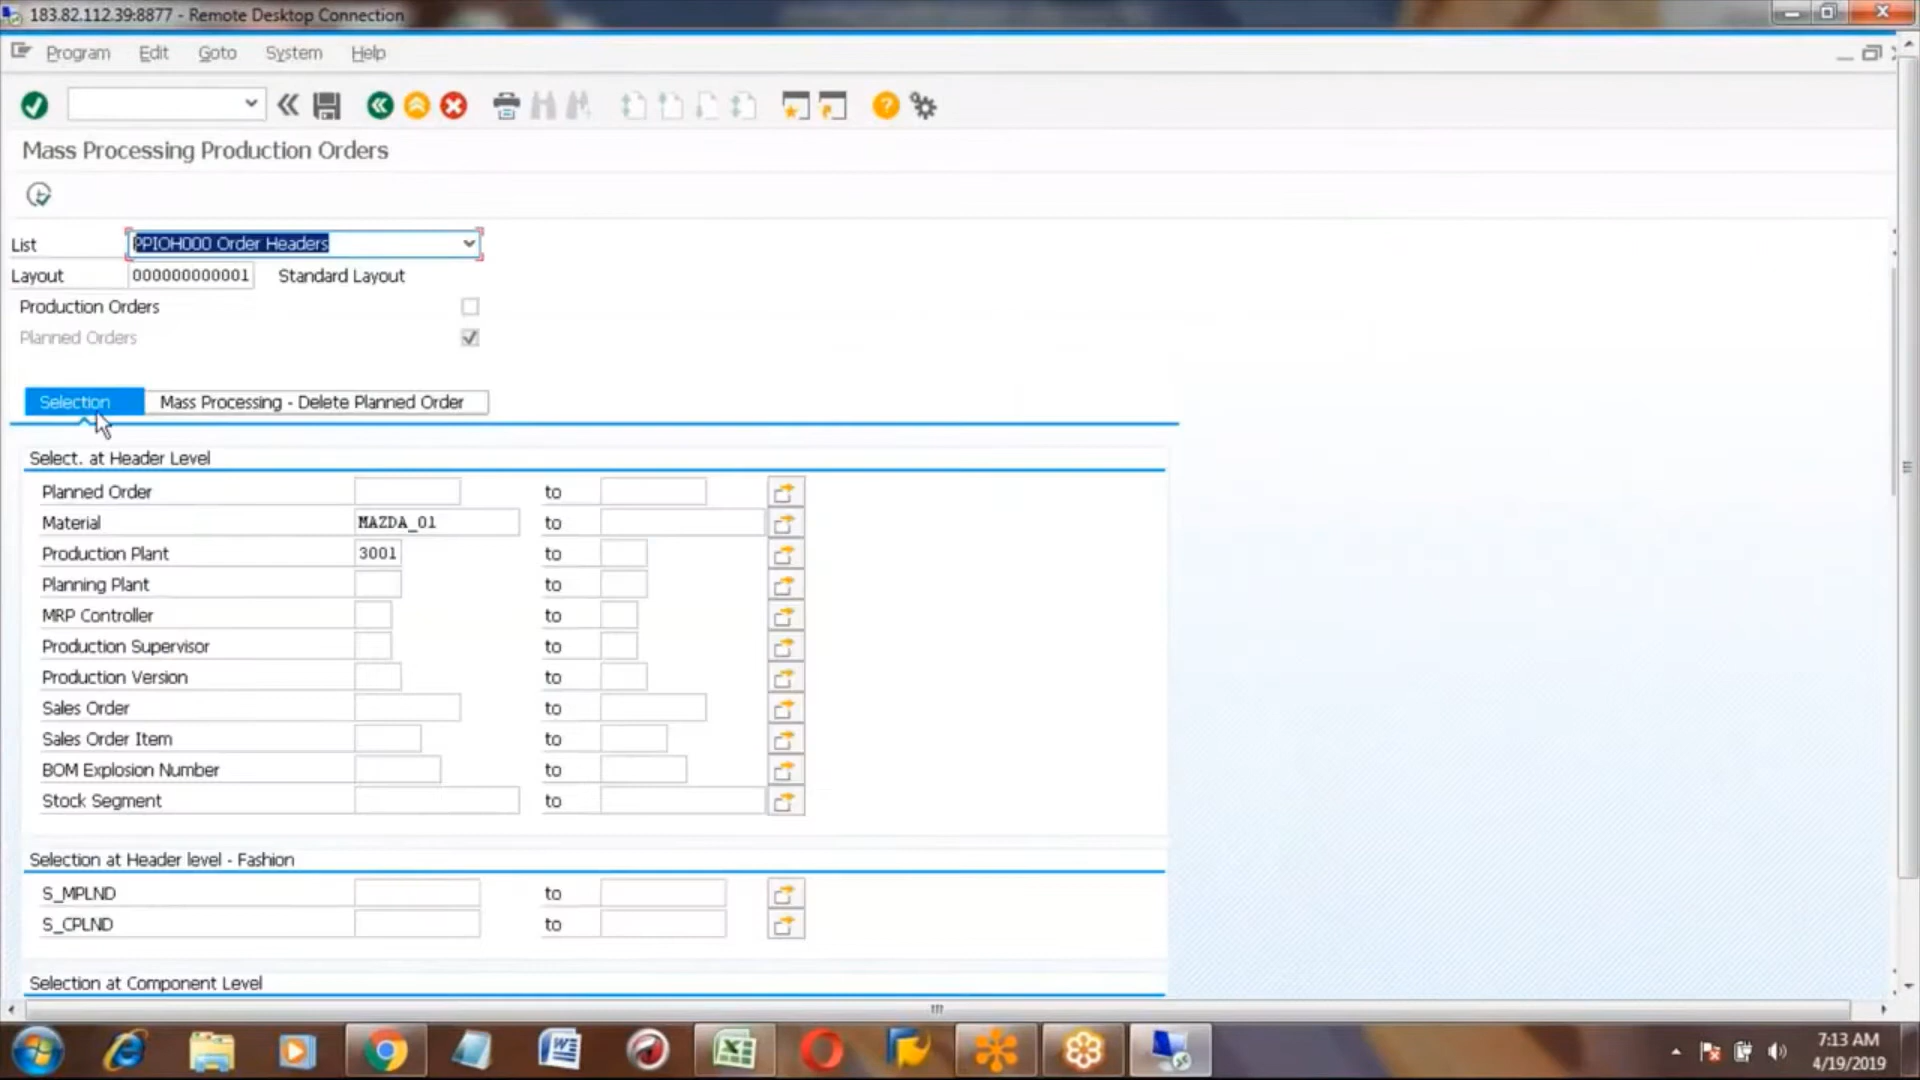 183.82.112.39:8877 - Remote Desktop Connection
Program Edit Goto System Help
Mass Processing Production Orders
List PPIOH000 Order Headers
Layout 000000000001 Standard Layout
Production Orders
Planned Orders
Selection Mass Processing - Delete Planned Order
Select. at Header Level
Planned Order to
Material MAZDA_01 to
Production Plant 3001 to
Planning Plant to
MRP Controller to
Production Supervisor to
Production Version to
Sales Order to
Sales Order Item to
BOM Explosion Number to
Stock Segment to
Selection at Header level - Fashion
S_MPLND to
S_CPLND to
Selection at Component Level
7:13 AM
4/19/2019